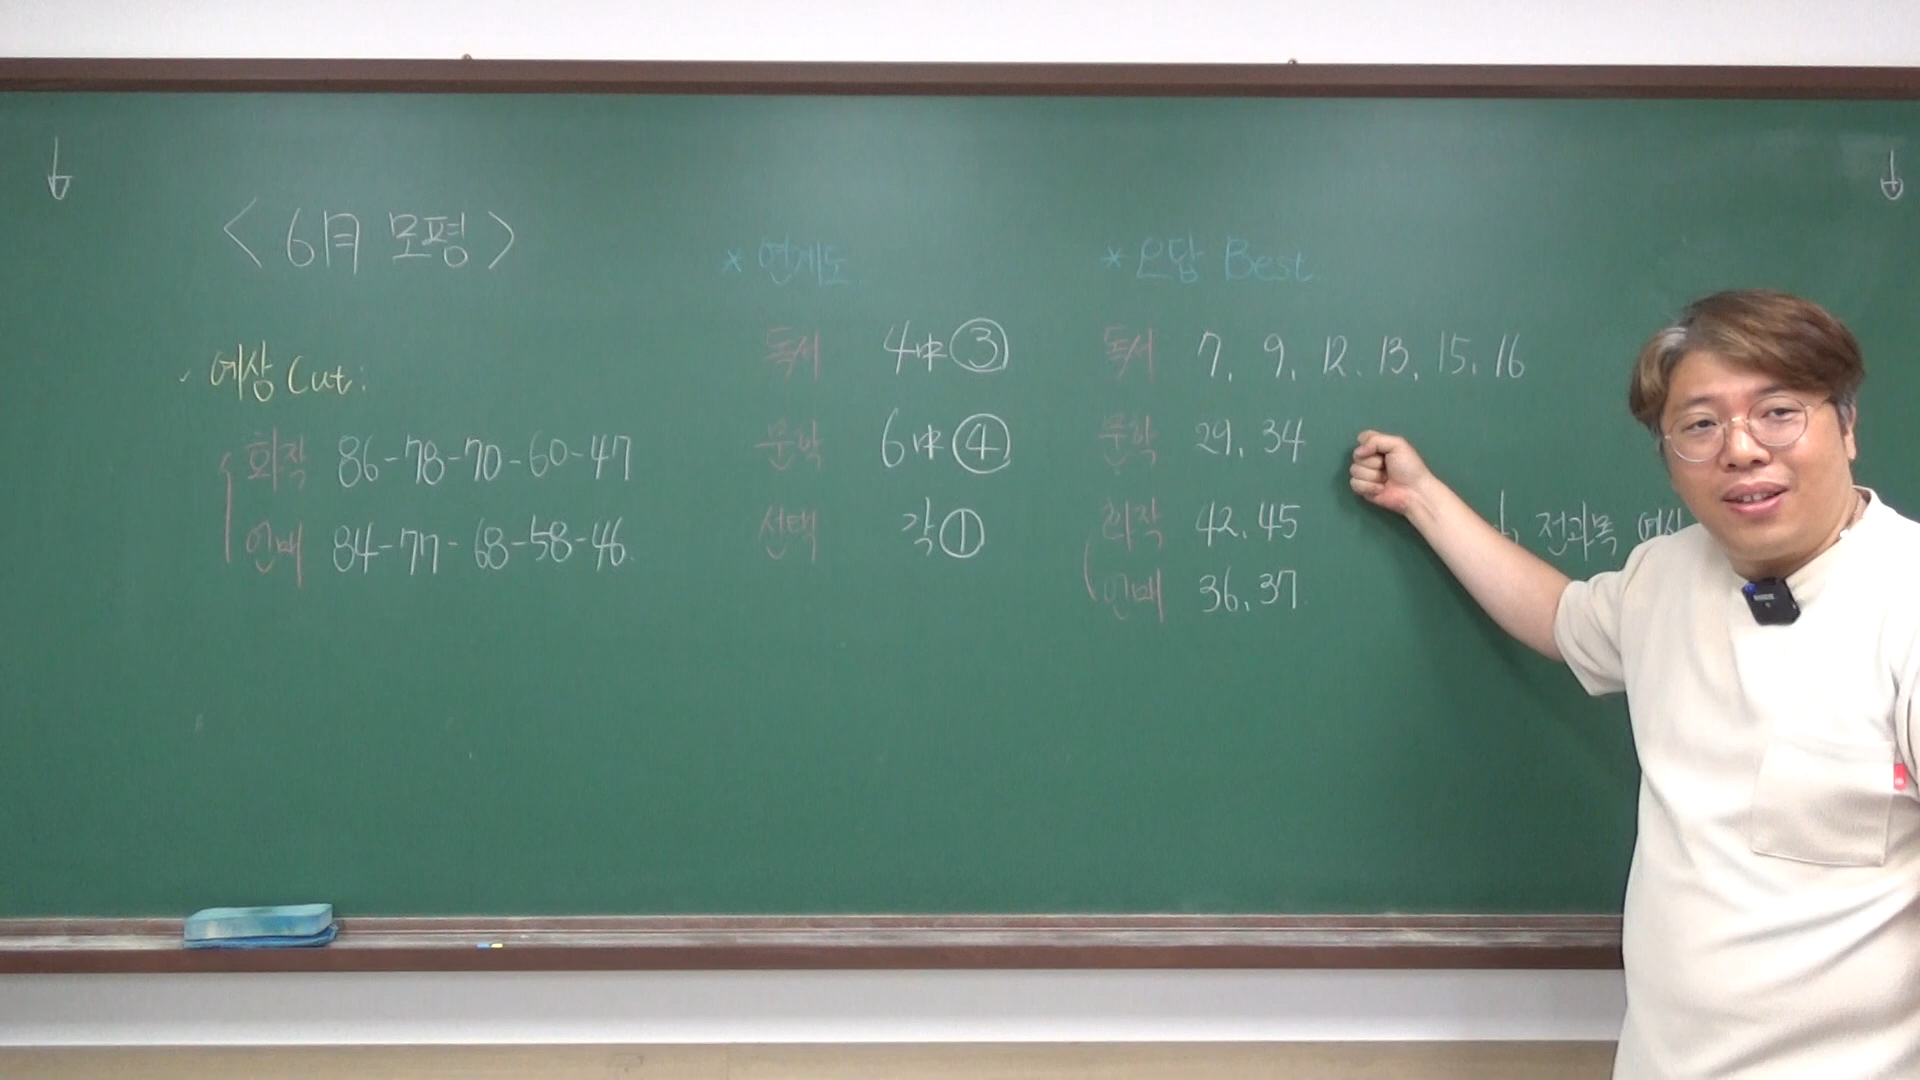 <6月 모평>
✓ 예상 Cut:
화작 86-78-70-60-47
언매 84-77-68-58-46.
* 연계도
독서 4中③
문학 6中④
선택 각①
* 오답 Best
독서 7, 9, 12, 13, 15, 16
문학 29, 34
화작 42, 45
언매 36, 37
전과목 예상